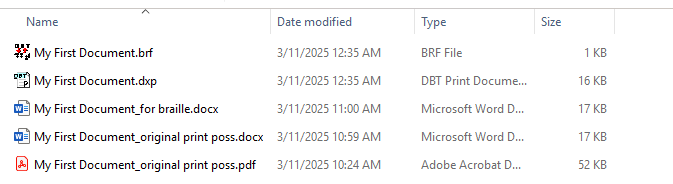 Name Date modified Type Size
My First Document.brf 3/11/2025 12:35 AM BRF File 1 KB
My First Document.dxp 3/11/2025 12:35 AM DBT Print Docume... 16 KB
My First Document_for braille.docx 3/11/2025 11:00 AM Microsoft Word D... 17 KB
My First Document_original print poss.docx 3/11/2025 10:59 AM Microsoft Word D... 17 KB
My First Document_original print poss.pdf 3/11/2025 10:24 AM Adobe Acrobat D... 52 KB